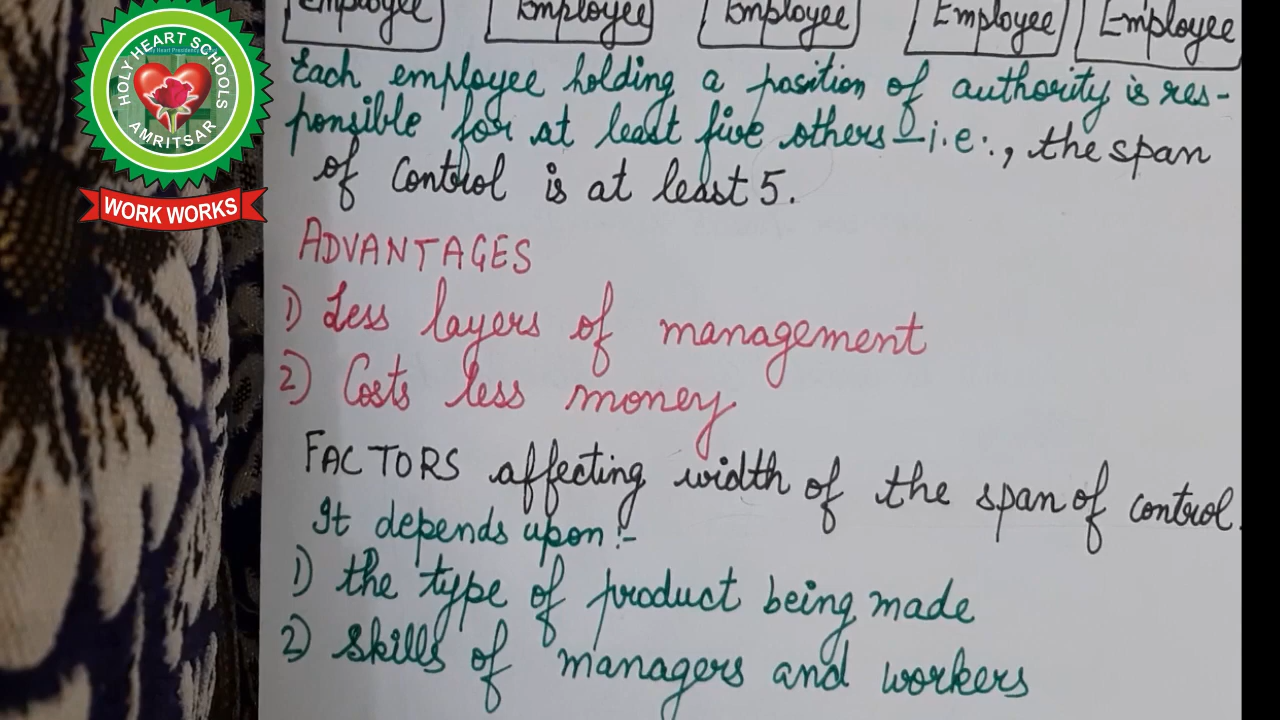 Employee Employee Employee Employee Employee
Each employee holding a position of authority is res-
ponsible for at least five others – i.e:, the span
of control is at least 5.
ADVANTAGES
1) Less layers of management
2) Costs less money
FACTORS affecting width of the span of control.
It depends upon:-
1) the type of product being made
2) Skills of managers and workers
HOLY HEART SCHOOLS
AMRITSAR
WORK WORKS